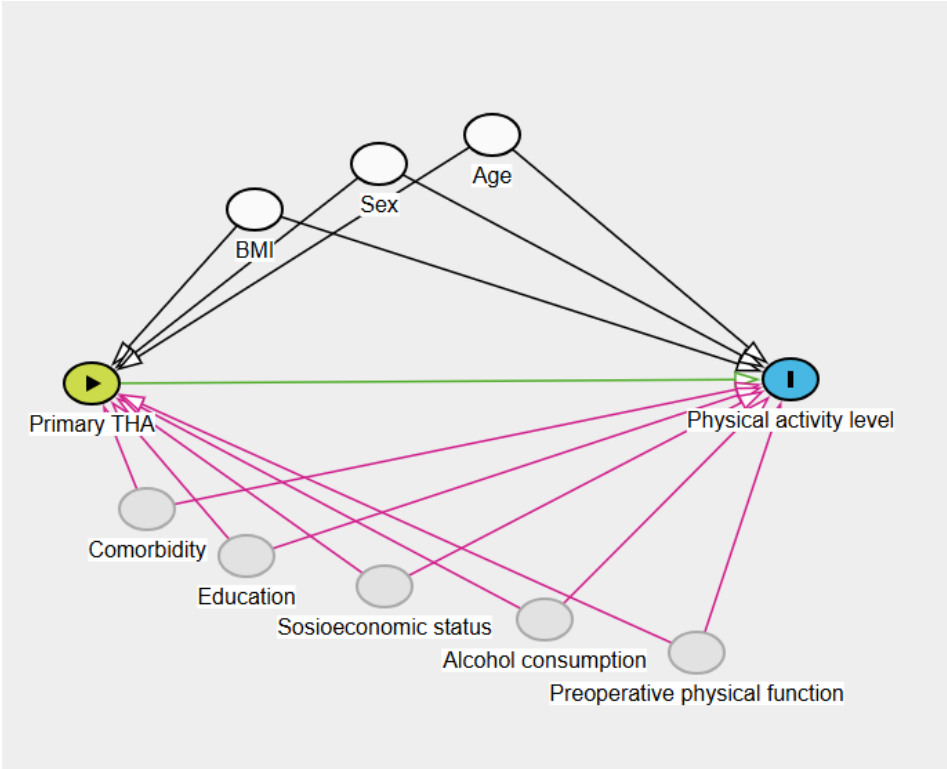 Age
Sex
BMI
Primary THA
Physical activity level
Comorbidity
Education
Sosioeconomic status
Alcohol consumption
Preoperative physical function